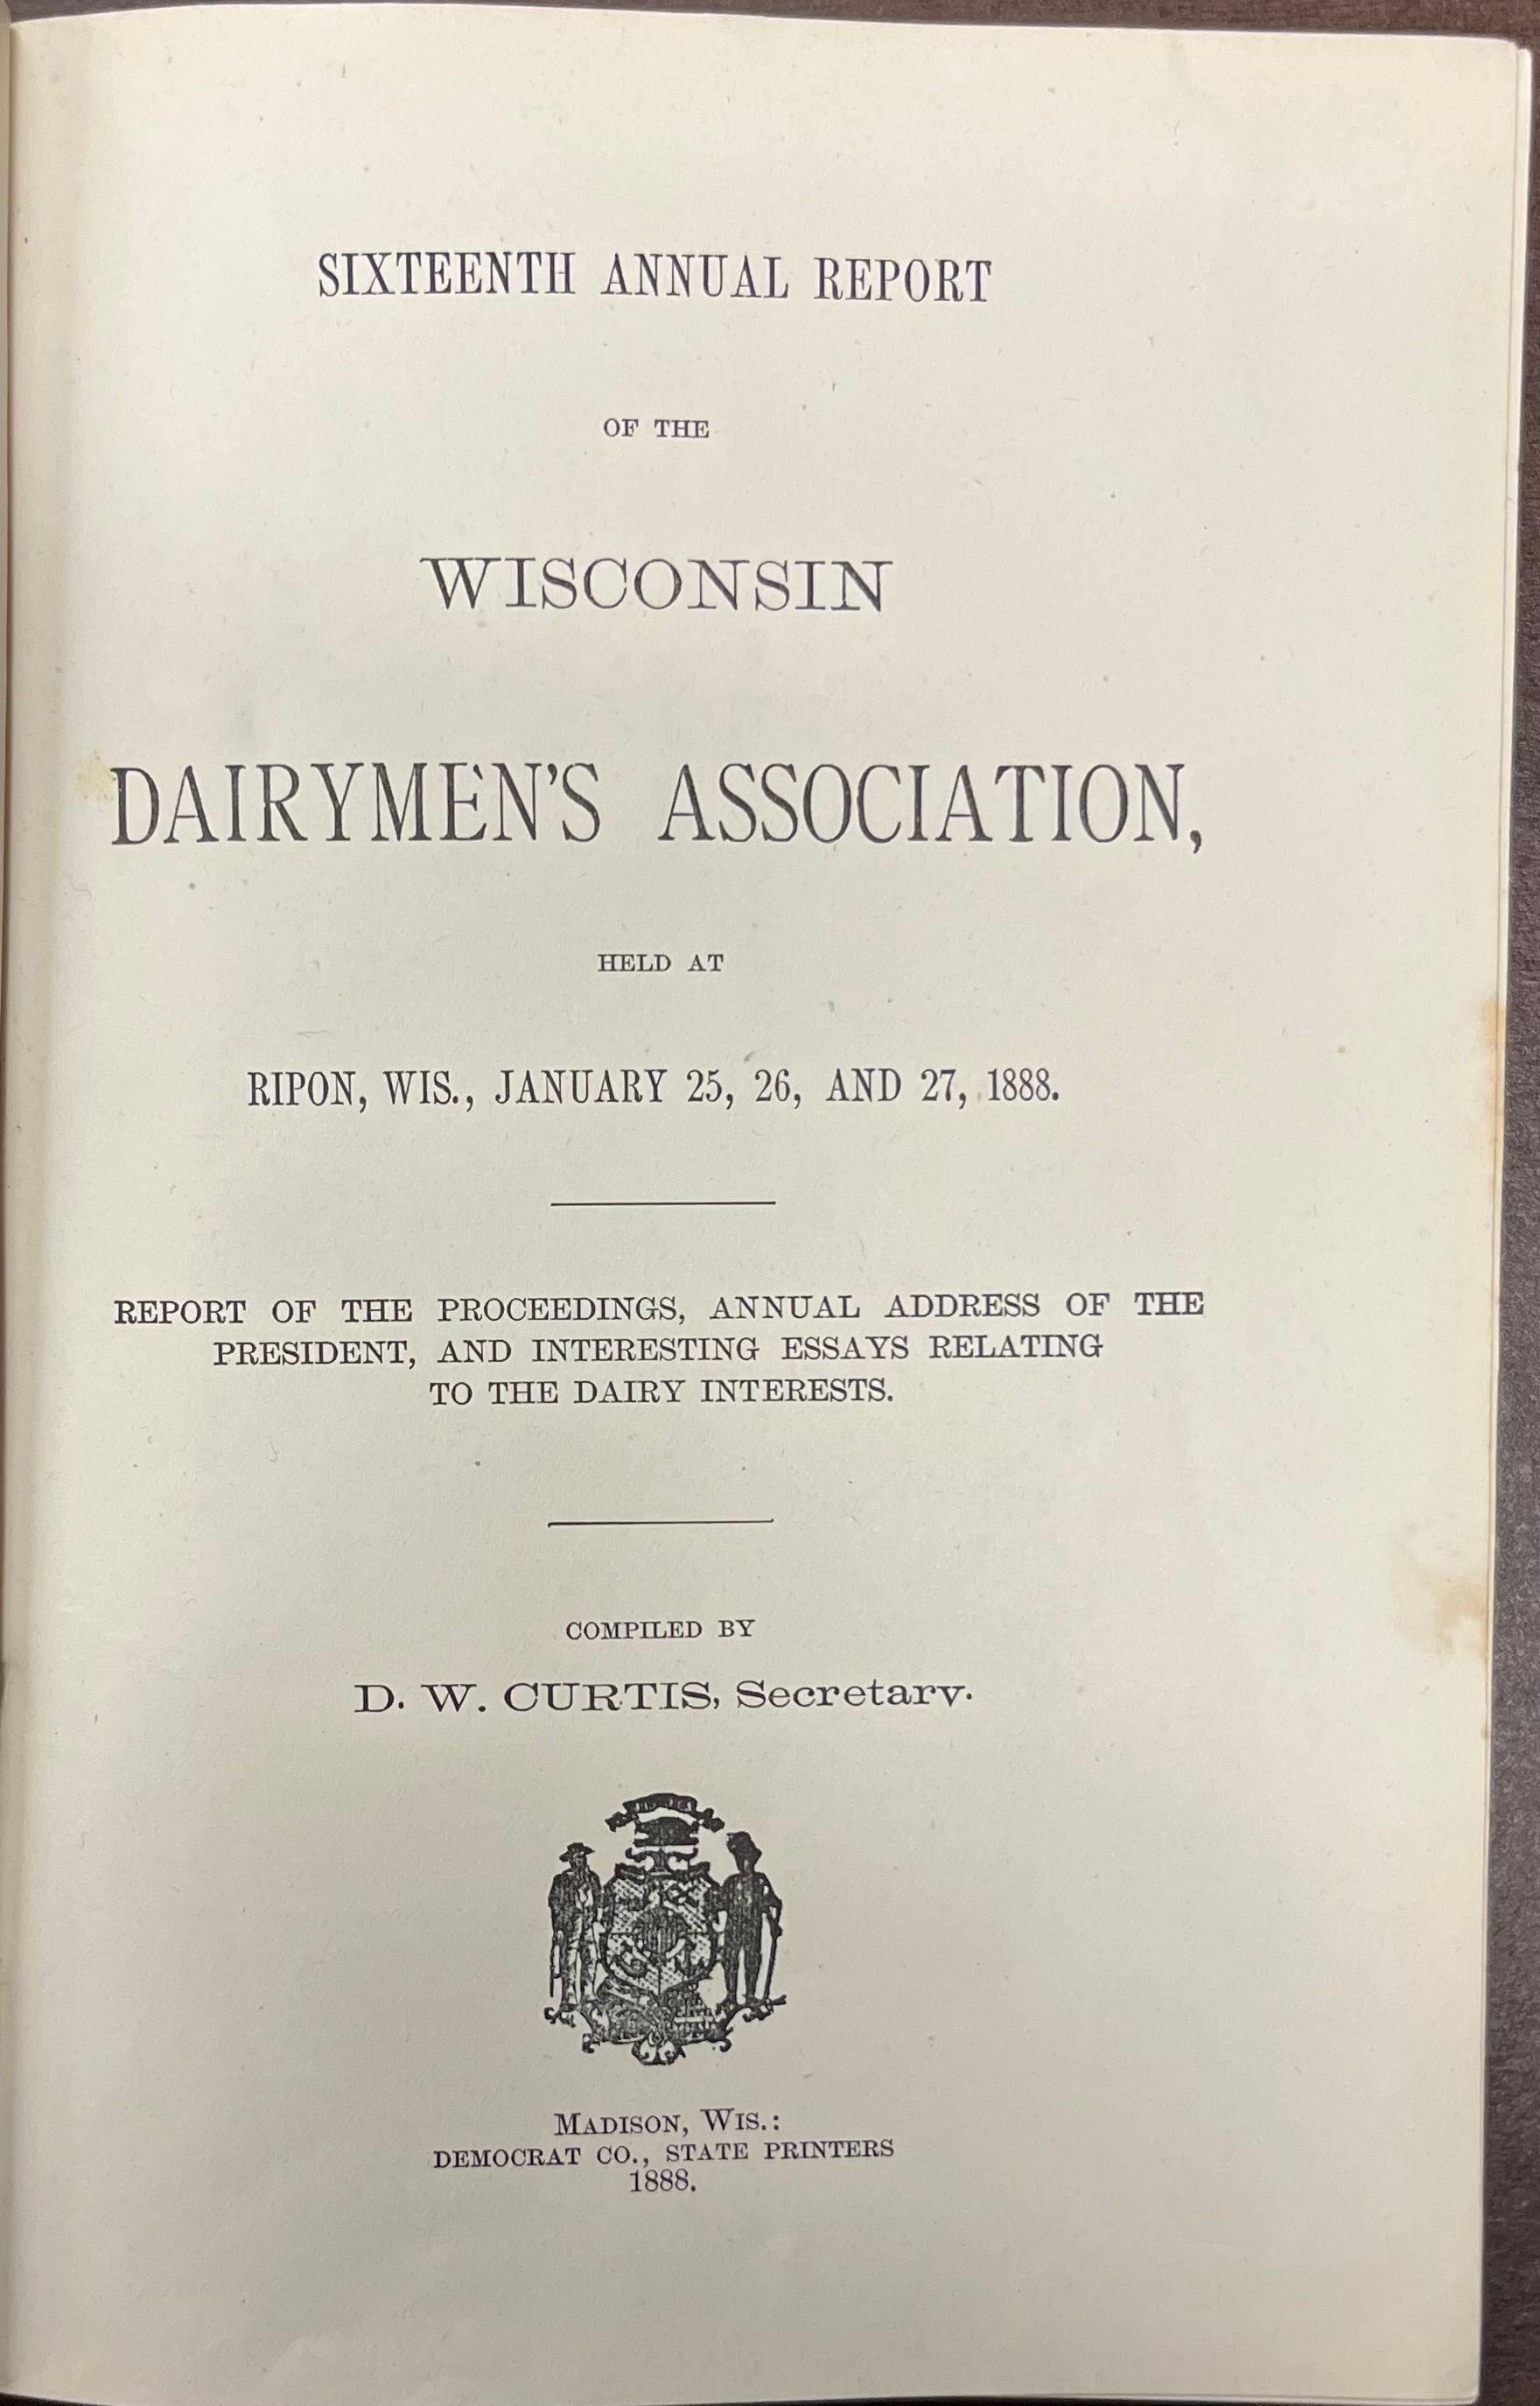 SIXTEENTH ANNUAL REPORT
OF THE
WISCONSIN
DAIRYMEN'S ASSOCIATION,
HELD AT
RIPON, WIS., JANUARY 25, 26, AND 27, 1888.
REPORT OF THE PROCEEDINGS, ANNUAL ADDRESS OF THE
PRESIDENT, AND INTERESTING ESSAYS RELATING
TO THE DAIRY INTERESTS.
COMPILED BY
D. W. CURTIS, Secretary.
MADISON, WIS.:
DEMOCRAT CO., STATE PRINTERS
1888.